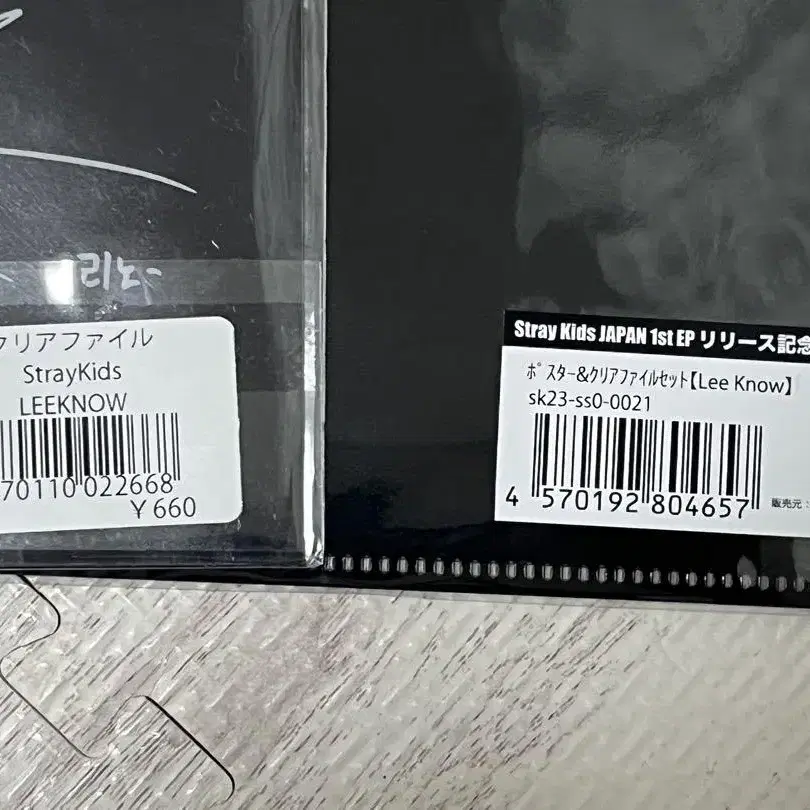 리노-
クリアファイル
StrayKids
LEEKNOW
70110 022668
￥660
Stray Kids JAPAN 1st EP リリース記念
ポスター&クリアファイルセット【Lee Know】
sk23-ss0-0021
4 570192 804657
販売元: